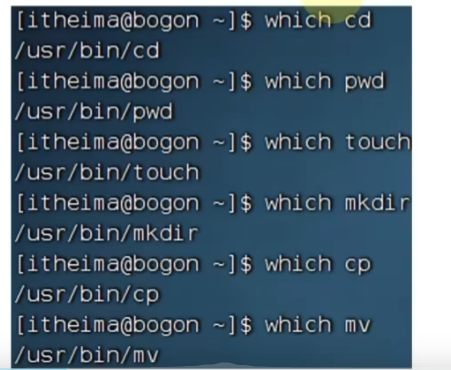 [itheima@bogon ~]$ which cd
/usr/bin/cd
[itheima@bogon ~]$ which pwd
/usr/bin/pwd
[itheima@bogon ~]$ which touch
/usr/bin/touch
[itheima@bogon ~]$ which mkdir
/usr/bin/mkdir
[itheima@bogon ~]$ which cp
/usr/bin/cp
[itheima@bogon ~]$ which mv
/usr/bin/mv